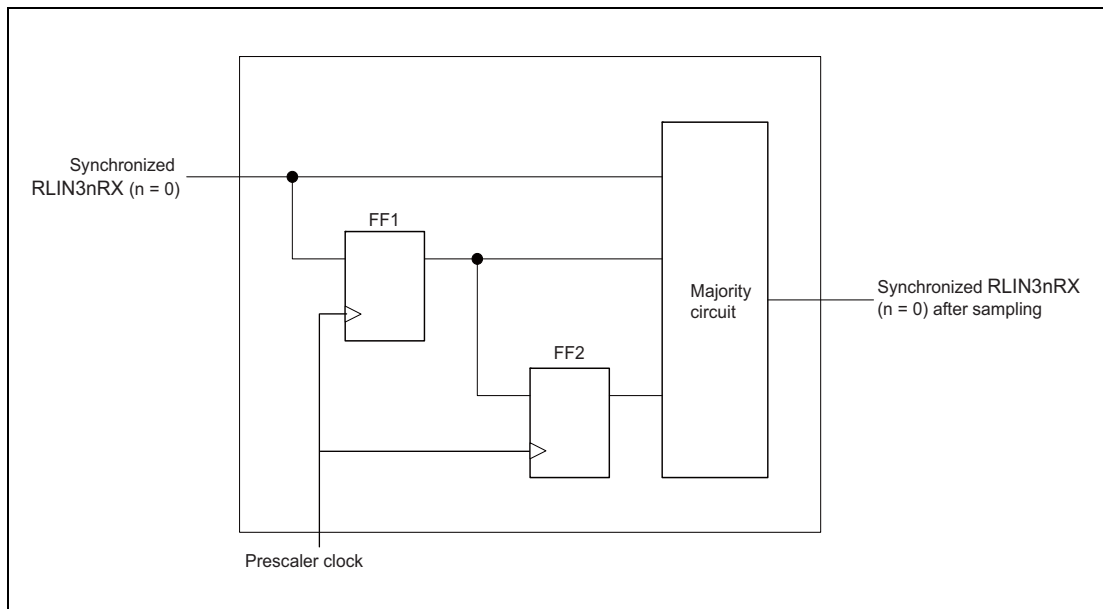 Synchronized
RLIN3nRX (n = 0)
FF1
FF2
Majority
circuit
Synchronized RLIN3nRX
(n = 0) after sampling
Prescaler clock